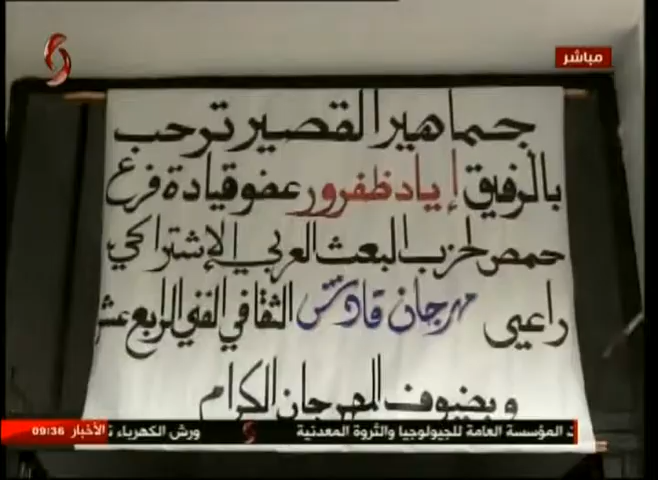 مباشر
جماهير القصير ترحب
بالرفيق إياد ظفرور عضو قيادة فرع
حمص لحزب البعث العربي الإشتراكي
راعي مهرجان قادش الثقافي الفني الرابع عشر
وبضيوف المهرجان الكرام
ت المؤسسة العامة للجيولوجيا والثروة المعدنية ورش الكهرباء ت
الأخبار 09:36